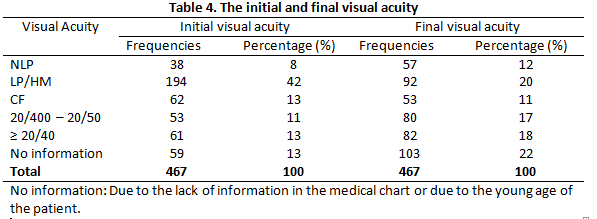 Table 4. The initial and final visual acuity
Visual Acuity Initial visual acuity Final visual acuity
Frequencies Percentage (%) Frequencies Percentage (%)
NLP 38 8 57 12
LP/HM 194 42 92 20
CF 62 13 53 11
20/400 – 20/50 53 11 80 17
≥ 20/40 61 13 82 18
No information 59 13 103 22
Total 467 100 467 100
No information: Due to the lack of information in the medical chart or due to the young age of
the patient.